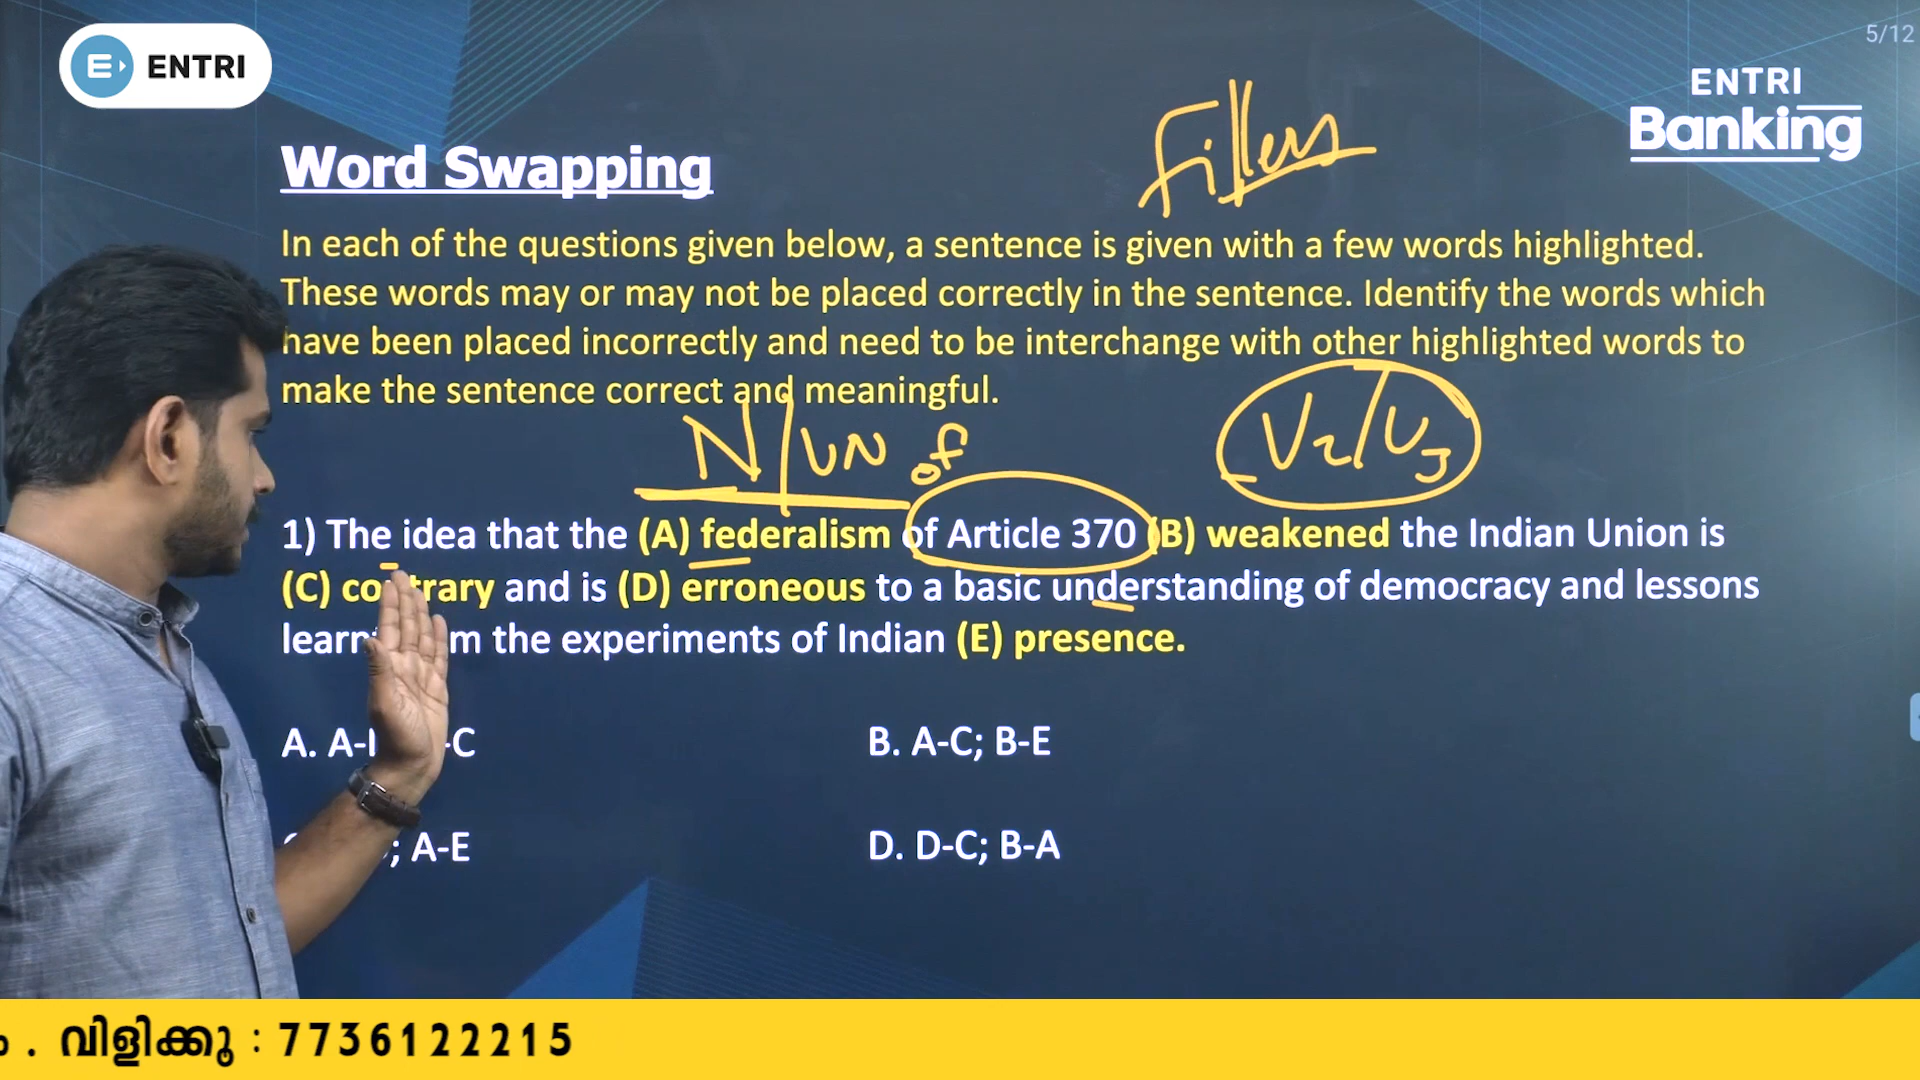 5/12
ENTRI
ENTRI
Banking
Fillers
Word Swapping
In each of the questions given below, a sentence is given with a few words highlighted.
These words may or may not be placed correctly in the sentence. Identify the words which
have been placed incorrectly and need to be interchange with other highlighted words to
make the sentence correct and meaningful.
N/UN of
V2/V3
1) The idea that the (A) federalism of Article 370 (B) weakened the Indian Union is
(C) contrary and is (D) erroneous to a basic understanding of democracy and lessons
the experiments of Indian (E) presence.
A. B. A-C; B-E
; A-E D. D-C; B-A
. വിളിക്കൂ : 7736122215